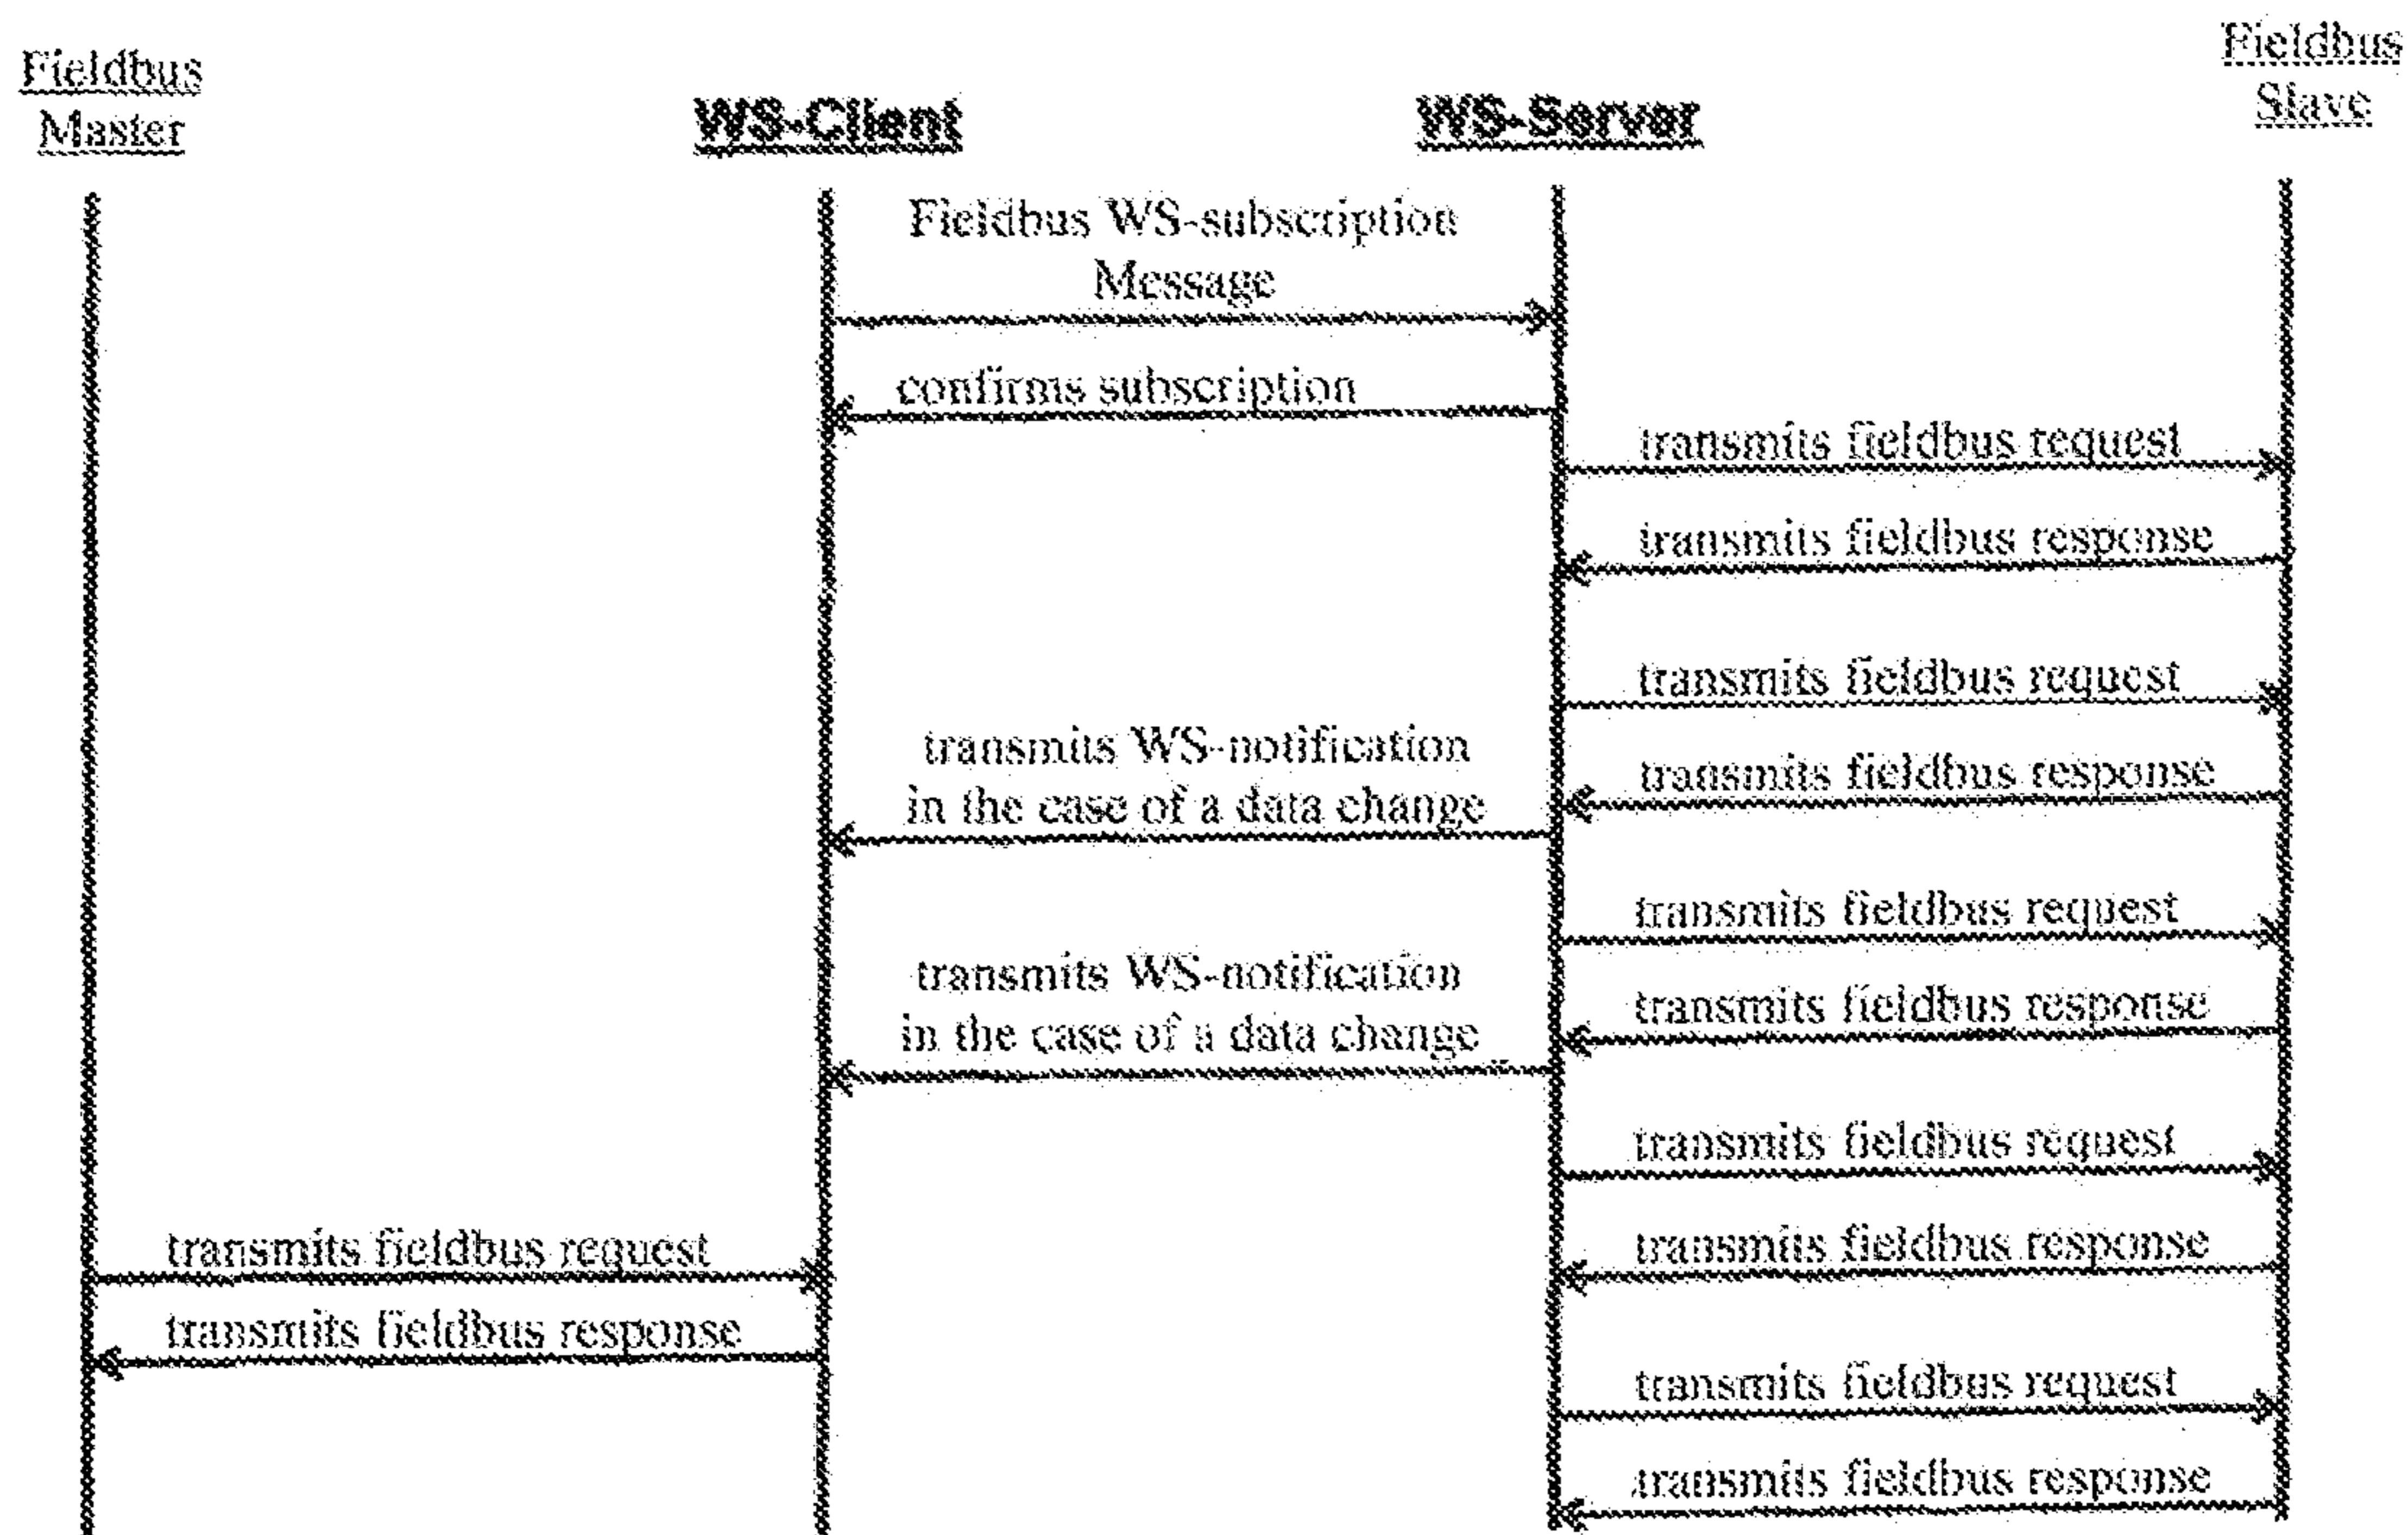 Fieldbus
Master
WS-Client
WS-Server
Fieldbus
Slave
Fieldbus WS-subscription
Message
confirms subscription
transmits fieldbus request
transmits fieldbus response
transmits fieldbus request
transmits WS-notification
in the case of a data change
transmits fieldbus response
transmits fieldbus request
transmits WS-notification
in the case of a data change
transmits fieldbus response
transmits fieldbus request
transmits fieldbus request
transmits fieldbus response
transmits fieldbus response
transmits fieldbus request
transmits fieldbus response